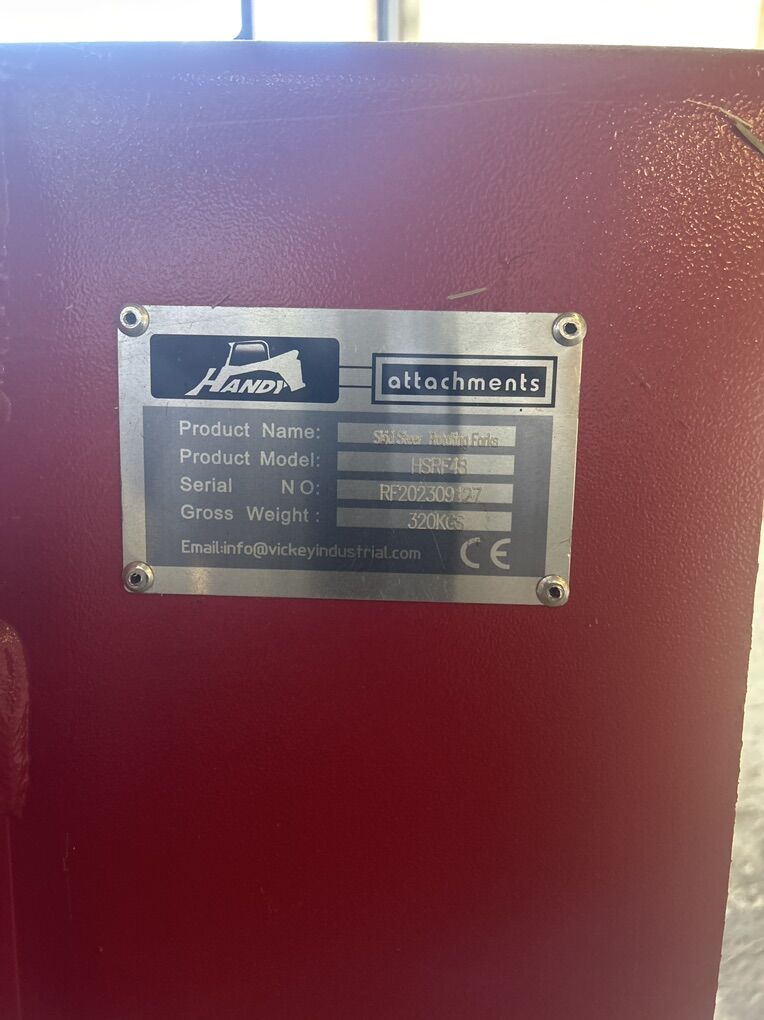 HANDY
attachments
Product Name: Skid Steer Rotating Forks
Product Model: HSRF48
Serial NO: RF202309127
Gross Weight: 320KGS
Email:info@vickeyindustrial.com CE